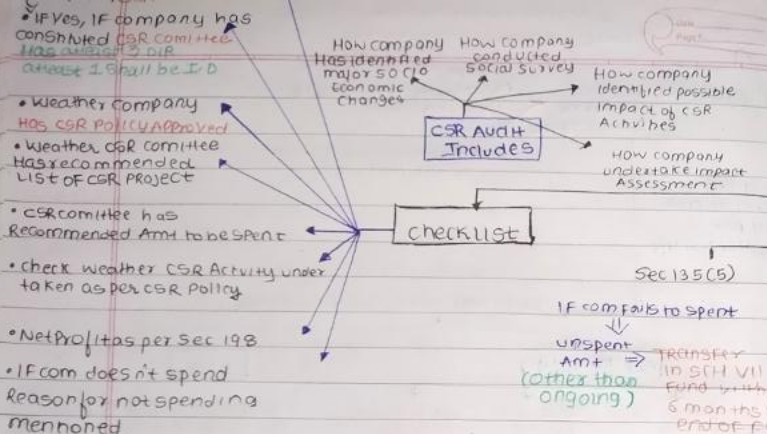 • IF Yes, IF company has
constituted CSR Comittee
Has atleast 3 DIR
atleast 1 shall be I/D
• Weather company
Has CSR Policy Approved
• Weather CSR comittee
Has recommended
LIST OF CSR PROJECT
• CSR comittee has
Recommended Amt to be spent
• check weather CSR Activity under
taken as per CSR Policy
• Net Profit as per Sec 198
• IF com doesn't spend
Reason for not spending
mentioned
How company
Has identified
major socio
Economic
changes
How company
conducted
Social survey
How company
identified possible
impact of CSR
Activities
How company
undertake impact
Assessment
CSR Audit
Includes
checklist
Sec 135(5)
IF com Fails to spent
⇓
unspent
Amt ⇒
(other than
ongoing)
TRANSFER
in SCH VII
Fund
6 months
end of